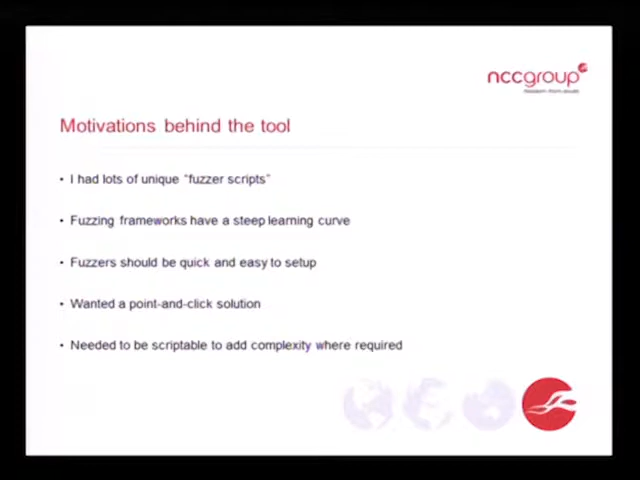 nccgroup
Motivations behind the tool
• I had lots of unique "fuzzer scripts"
• Fuzzing frameworks have a steep learning curve
• Fuzzers should be quick and easy to setup
• Wanted a point-and-click solution
• Needed to be scriptable to add complexity where required